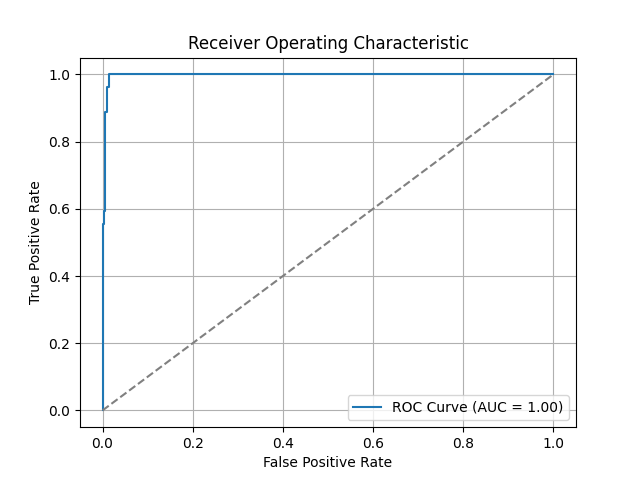 Receiver Operating Characteristic
1.0
0.8
0.6
0.4
0.2
0.0
True Positive Rate
ROC Curve (AUC = 1.00)
0.0 0.2 0.4 0.6 0.8 1.0
False Positive Rate